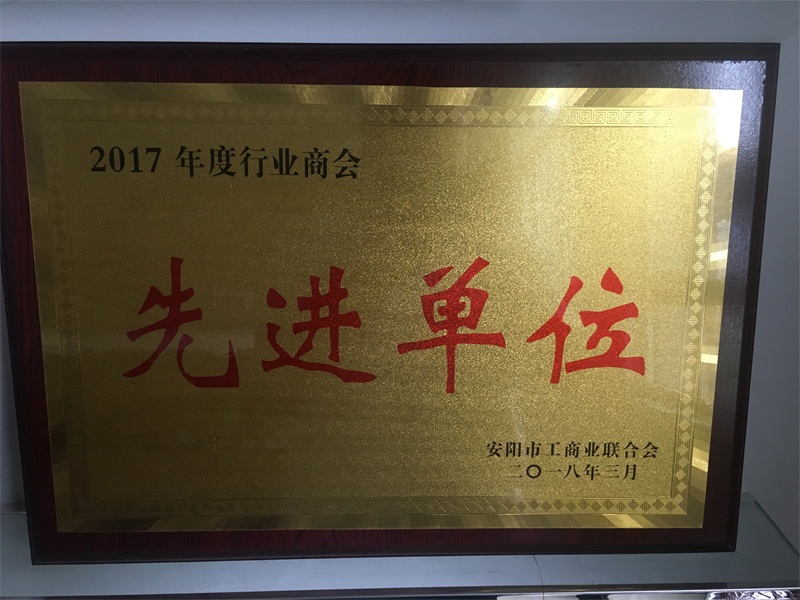 2017 年度行业商会
先进单位
安阳市工商业联合会
二〇一八年三月